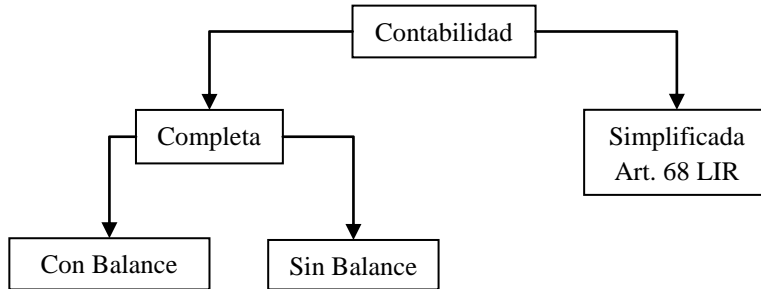 Contabilidad
Completa
Simplificada
Art. 68 LIR
Con Balance
Sin Balance